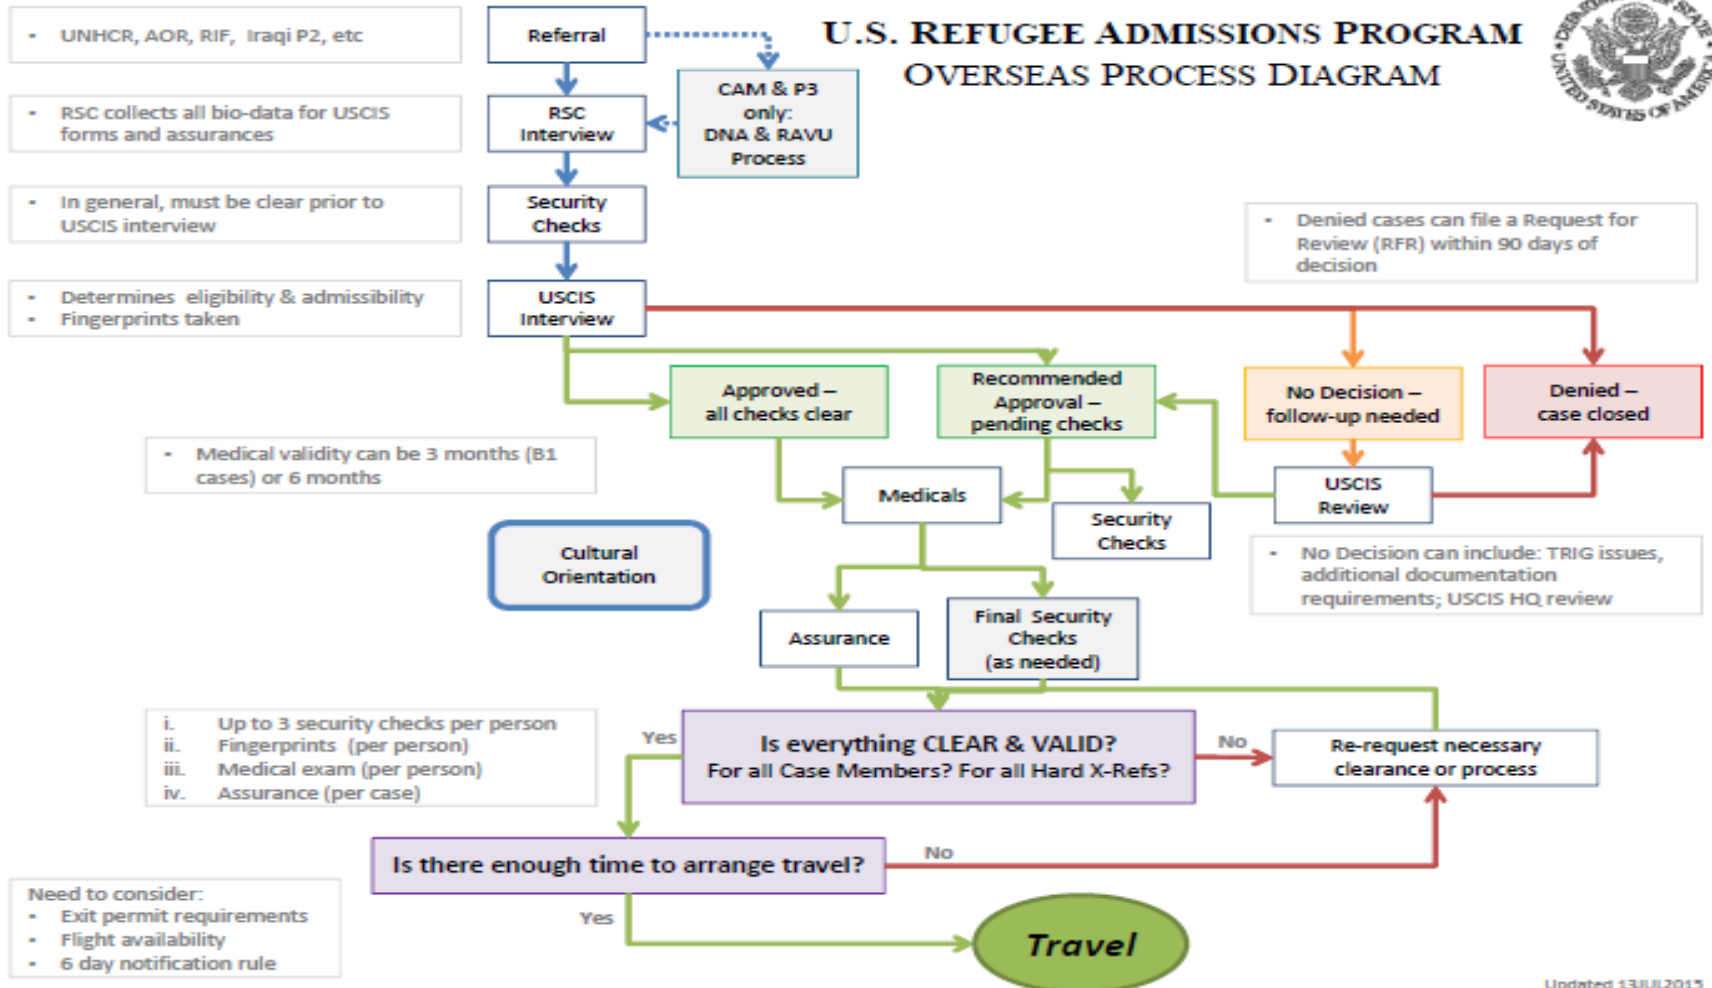 U.S. REFUGEE ADMISSIONS PROGRAM
OVERSEAS PROCESS DIAGRAM
DEPARTMENT OF STATE
UNITED STATES OF AMERICA
- UNHCR, AOR, RIF, Iraqi P2, etc
Referral
CAM & P3
only:
DNA & RAVU
Process
- RSC collects all bio-data for USCIS
forms and assurances
RSC
Interview
- In general, must be clear prior to
USCIS interview
Security
Checks
- Denied cases can file a Request for
Review (RFR) within 90 days of
decision
- Determines eligibility & admissibility
- Fingerprints taken
USCIS
Interview
Approved –
all checks clear
Recommended
Approval –
pending checks
No Decision –
follow-up needed
Denied –
case closed
- Medical validity can be 3 months (B1
cases) or 6 months
Medicals
Security
Checks
USCIS
Review
Cultural
Orientation
- No Decision can include: TRIG issues,
additional documentation
requirements; USCIS HQ review
Assurance
Final Security
Checks
(as needed)
i. Up to 3 security checks per person
ii. Fingerprints (per person)
iii. Medical exam (per person)
iv. Assurance (per case)
Yes
Is everything CLEAR & VALID?
For all Case Members? For all Hard X-Refs?
No
Re-request necessary
clearance or process
Is there enough time to arrange travel?
No
Need to consider:
- Exit permit requirements
- Flight availability
- 6 day notification rule
Yes
Travel
Updated 13JUL2015